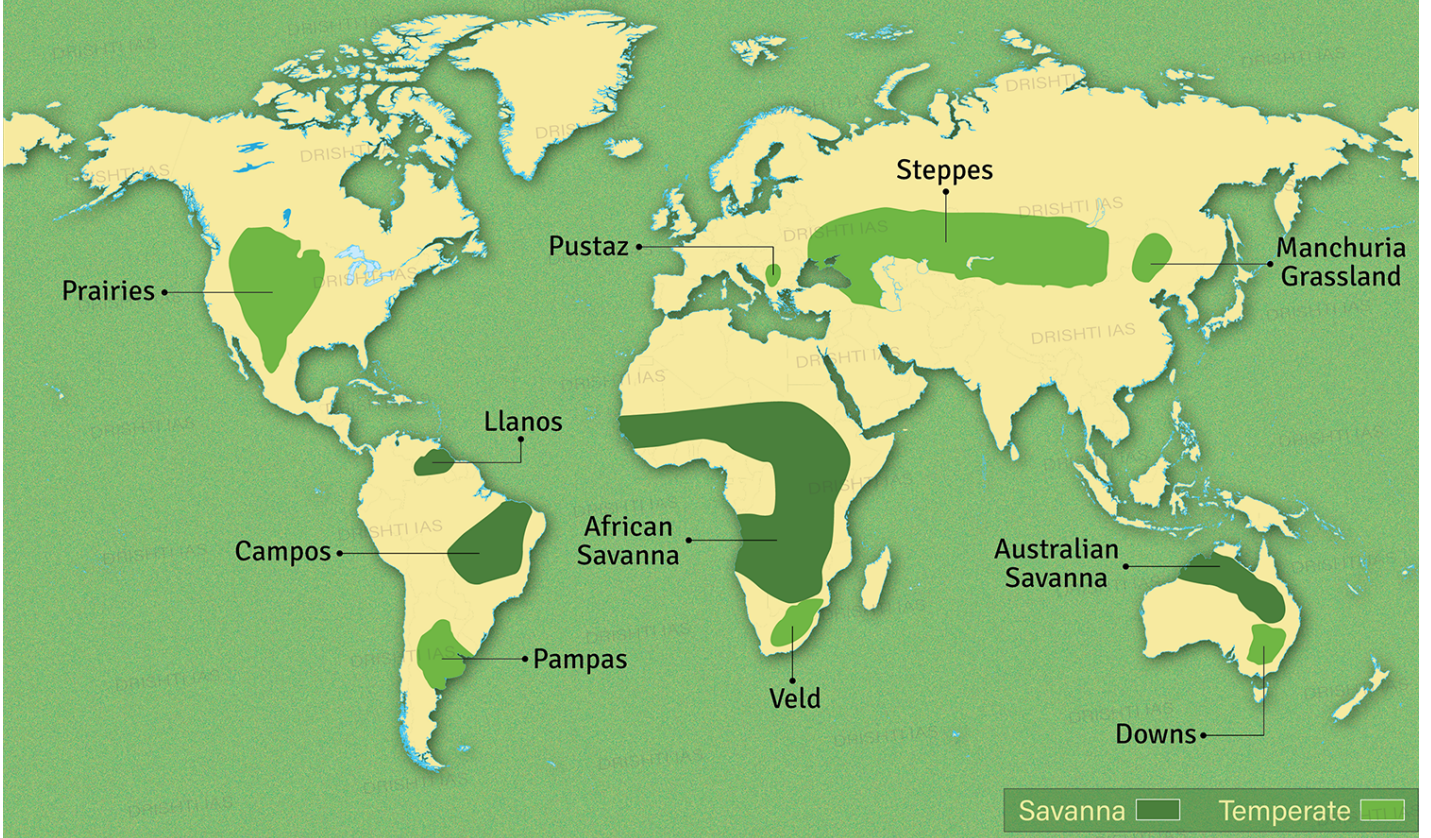 Steppes
Pustaz
Manchuria
Grassland
Prairies
Llanos
African
Savanna
Campos
Australian
Savanna
Pampas
Veld
Downs
Savanna
Temperate
DRISHTI IAS